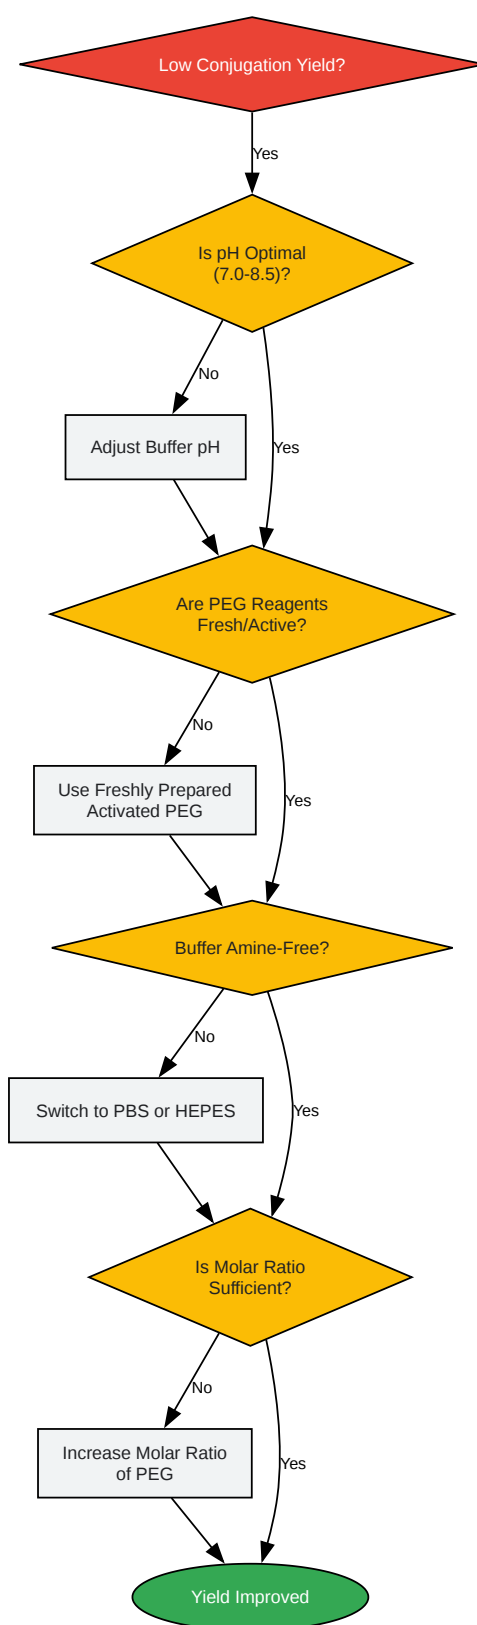 Low Conjugation Yield?
Yes
Is pH Optimal
(7.0-8.5)?
No
Adjust Buffer pH
Yes
Are PEG Reagents
Fresh/Active?
No
Use Freshly Prepared
Activated PEG
Yes
Buffer Amine-Free?
No
Switch to PBS or HEPES
Yes
Is Molar Ratio
Sufficient?
No
Increase Molar Ratio
of PEG
Yes
Yield Improved